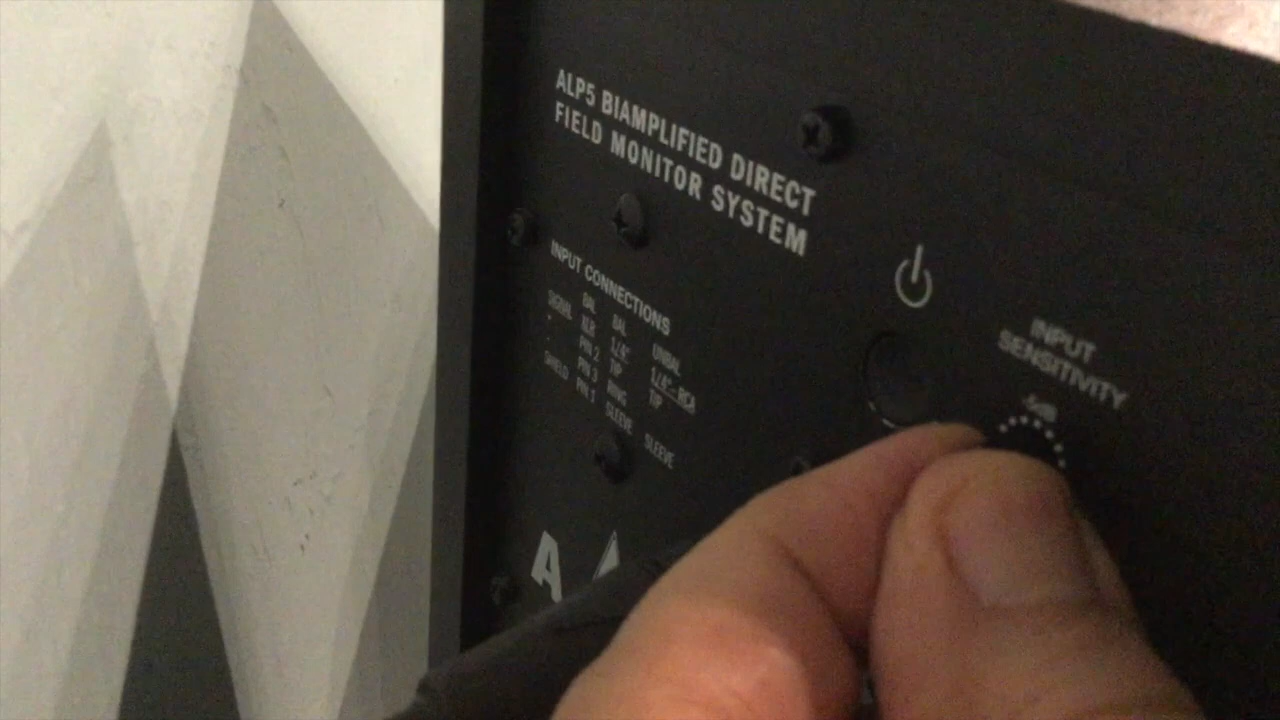 ALP5 BIAMPLIFIED DIRECT
FIELD MONITOR SYSTEM
INPUT CONNECTIONS
BAL BAL UNBAL
SIGNAL XLR 1/4" 1/4"-RCA
+ PIN 2 TIP TIP
- PIN 3 RING
SHIELD PIN 1 SLEEVE SLEEVE
INPUT
SENSITIVITY
A